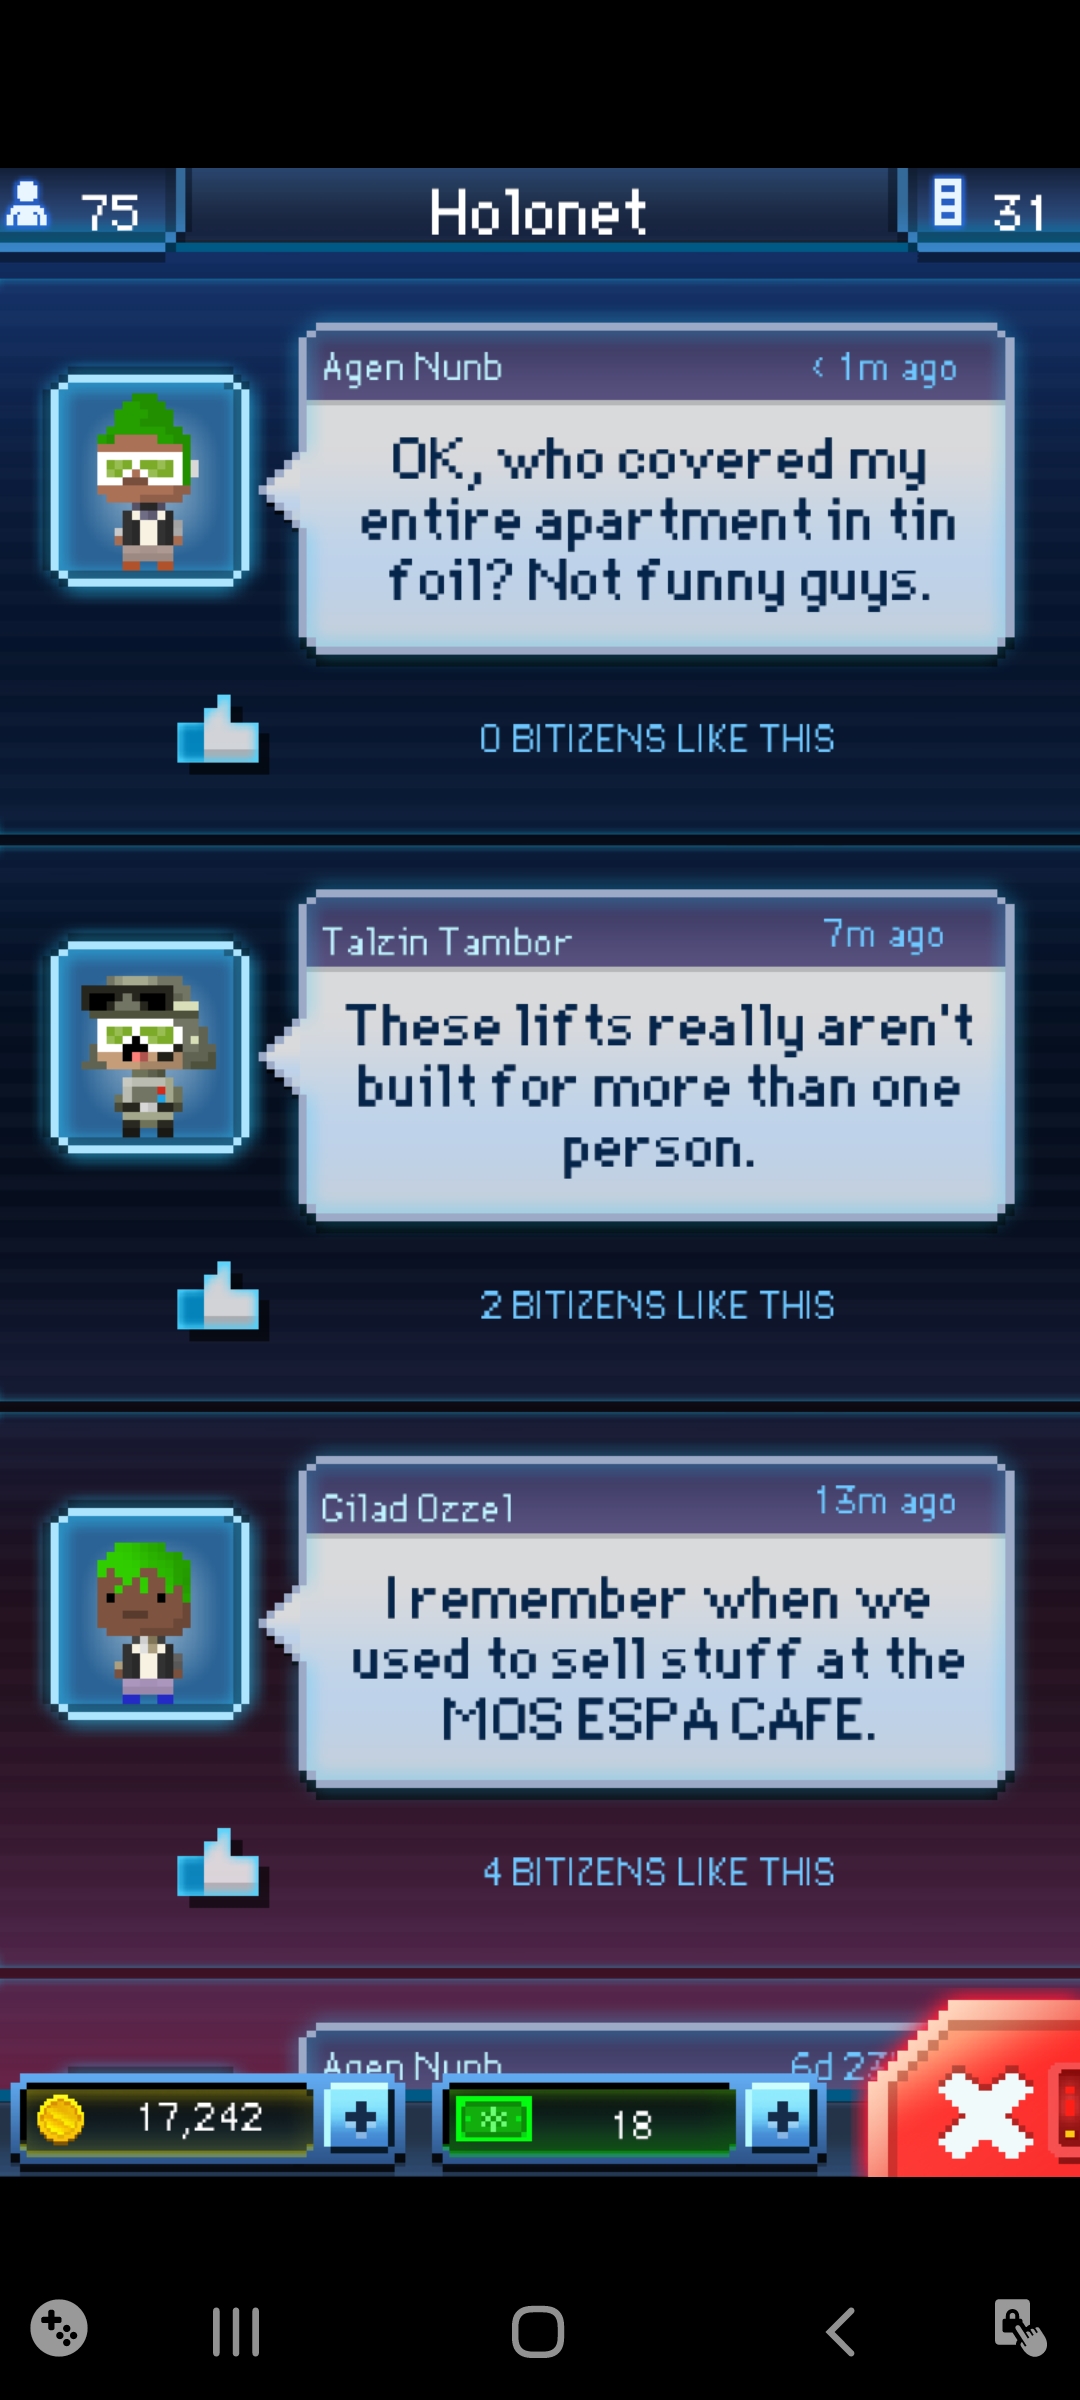 75
Holonet
31
Agen Nunb
< 1m ago
OK, who covered my
entire apartment in tin
foil? Not funny guys.
0 BITIZENS LIKE THIS
Talzin Tambor
7m ago
These lifts really aren't
built for more than one
person.
2 BITIZENS LIKE THIS
Gilad Ozzel
13m ago
I remember when we
used to sell stuff at the
MOS ESPA CAFE.
4 BITIZENS LIKE THIS
Agen Nunb
6d
17,242
18